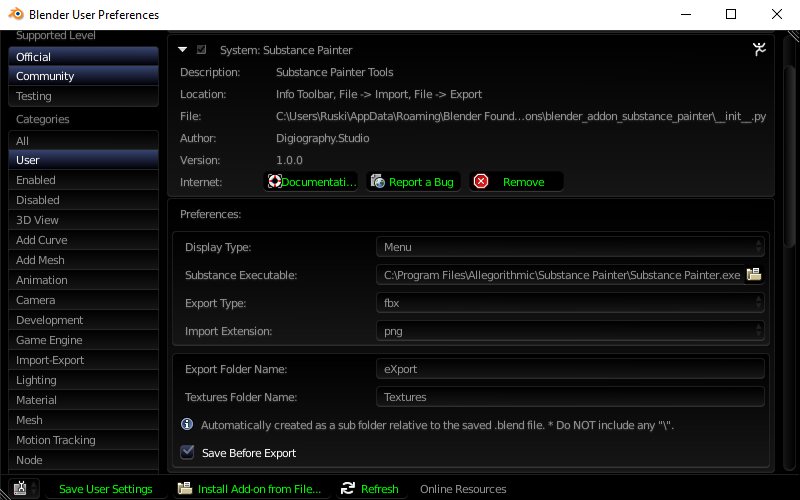 Blender User Preferences
Supported Level
Official
Community
Testing
Categories
All
User
Enabled
Disabled
3D View
Add Curve
Add Mesh
Animation
Camera
Development
Game Engine
Import-Export
Lighting
Material
Mesh
Motion Tracking
Node
System: Substance Painter
Description: Substance Painter Tools
Location: Info Toolbar, File -> Import, File -> Export
File: C:\Users\Ruski\AppData\Roaming\Blender Found...ons\blender_addon_substance_painter\__init__.py
Author: Digiography.Studio
Version: 1.0.0
Internet: Documentati... Report a Bug Remove
Preferences:
Display Type: Menu
Substance Executable: C:\Program Files\Allegorithmic\Substance Painter\Substance Painter.exe
Export Type: fbx
Import Extension: png
Export Folder Name: eXport
Textures Folder Name: Textures
Automatically created as a sub folder relative to the saved .blend file. * Do NOT include any "\".
Save Before Export
Save User Settings Install Add-on from File... Refresh Online Resources